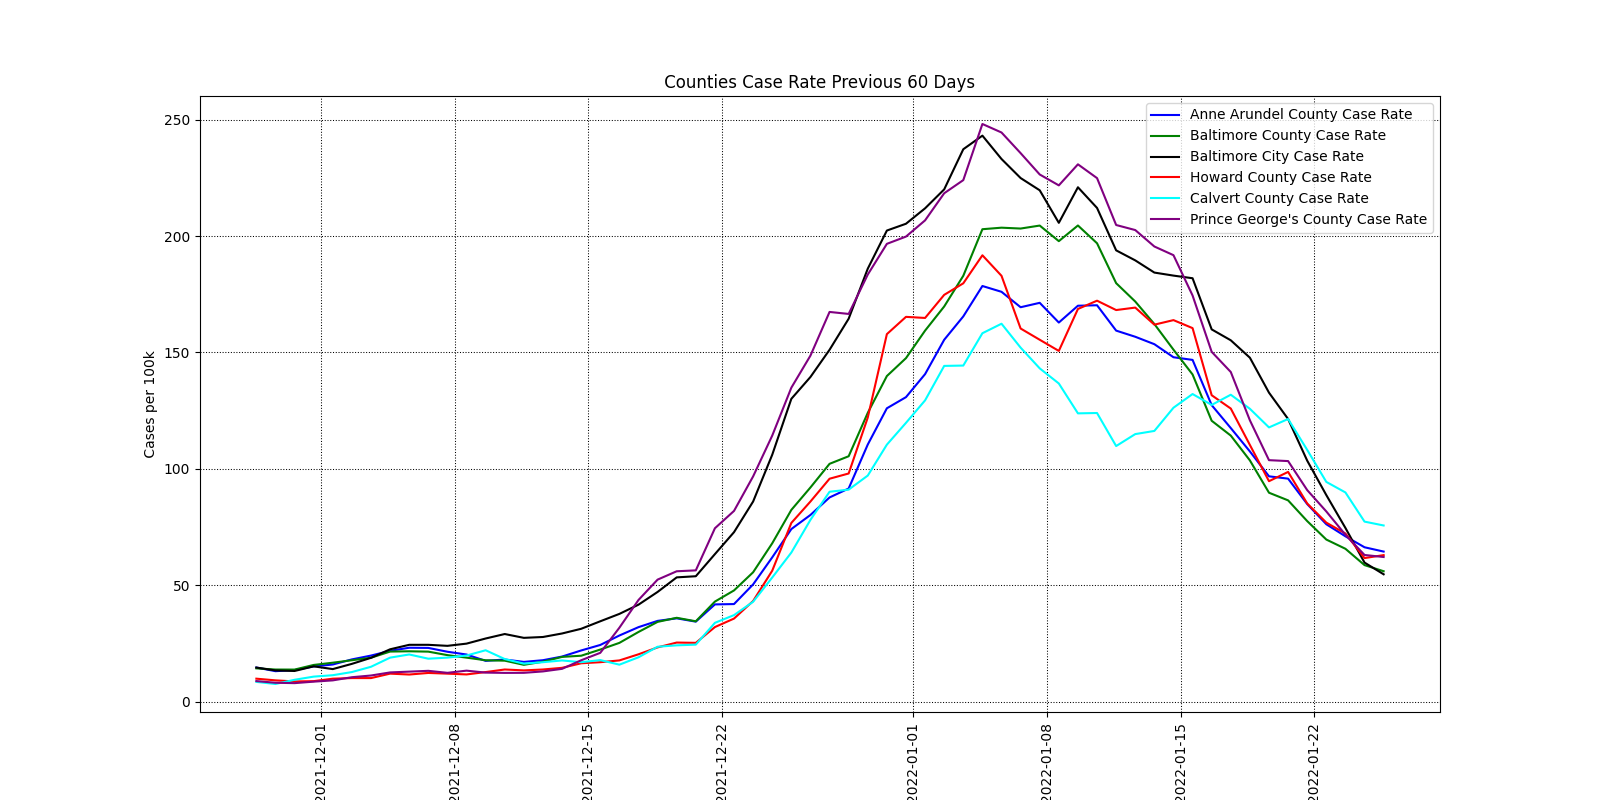 Counties Case Rate Previous 60 Days
Anne Arundel County Case Rate
Baltimore County Case Rate
Baltimore City Case Rate
Howard County Case Rate
Calvert County Case Rate
Prince George's County Case Rate
Cases per 100k
250
200
150
100
50
0
2021-12-01
2021-12-08
2021-12-15
2021-12-22
2022-01-01
2022-01-08
2022-01-15
2022-01-22